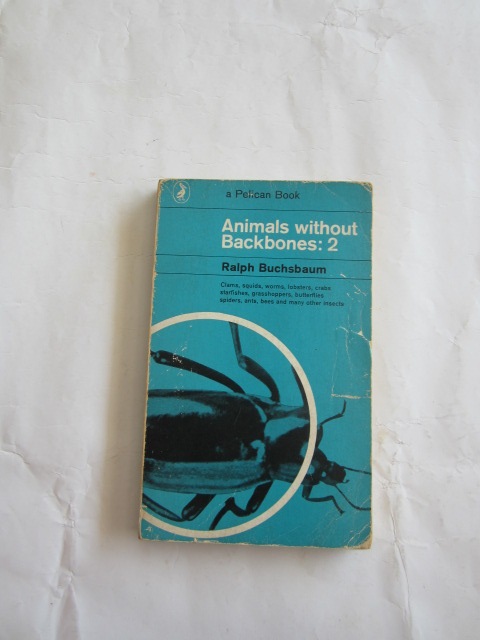 a Pelican Book
Animals without
Backbones: 2
Ralph Buchsbaum
Clams, squids, worms, lobsters, crabs
starfishes, grasshoppers, butterflies
spiders, ants, bees and many other insects